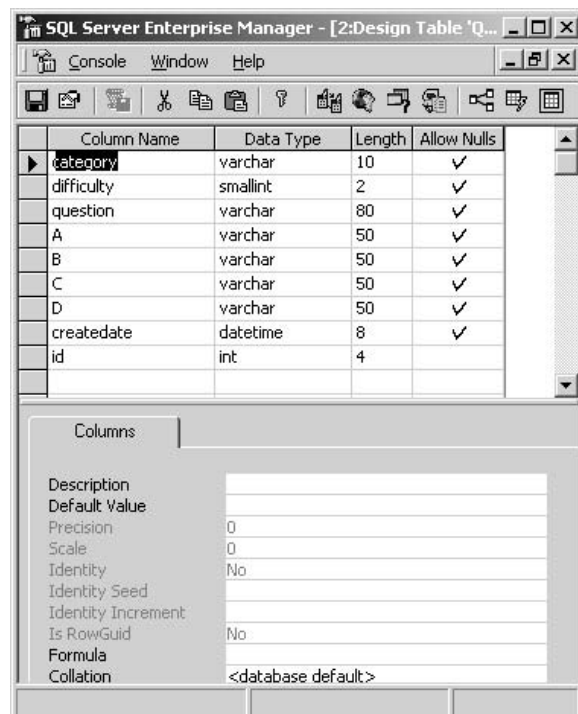 SQL Server Enterprise Manager - [2:Design Table 'Q...
Console Window Help
Column Name Data Type Length Allow Nulls
category varchar 10
difficulty smallint 2
question varchar 80
A varchar 50
B varchar 50
C varchar 50
D varchar 50
createdate datetime 8
id int 4
Columns
Description
Default Value
Precision 0
Scale 0
Identity No
Identity Seed
Identity Increment
Is RowGuid No
Formula
Collation <database default>